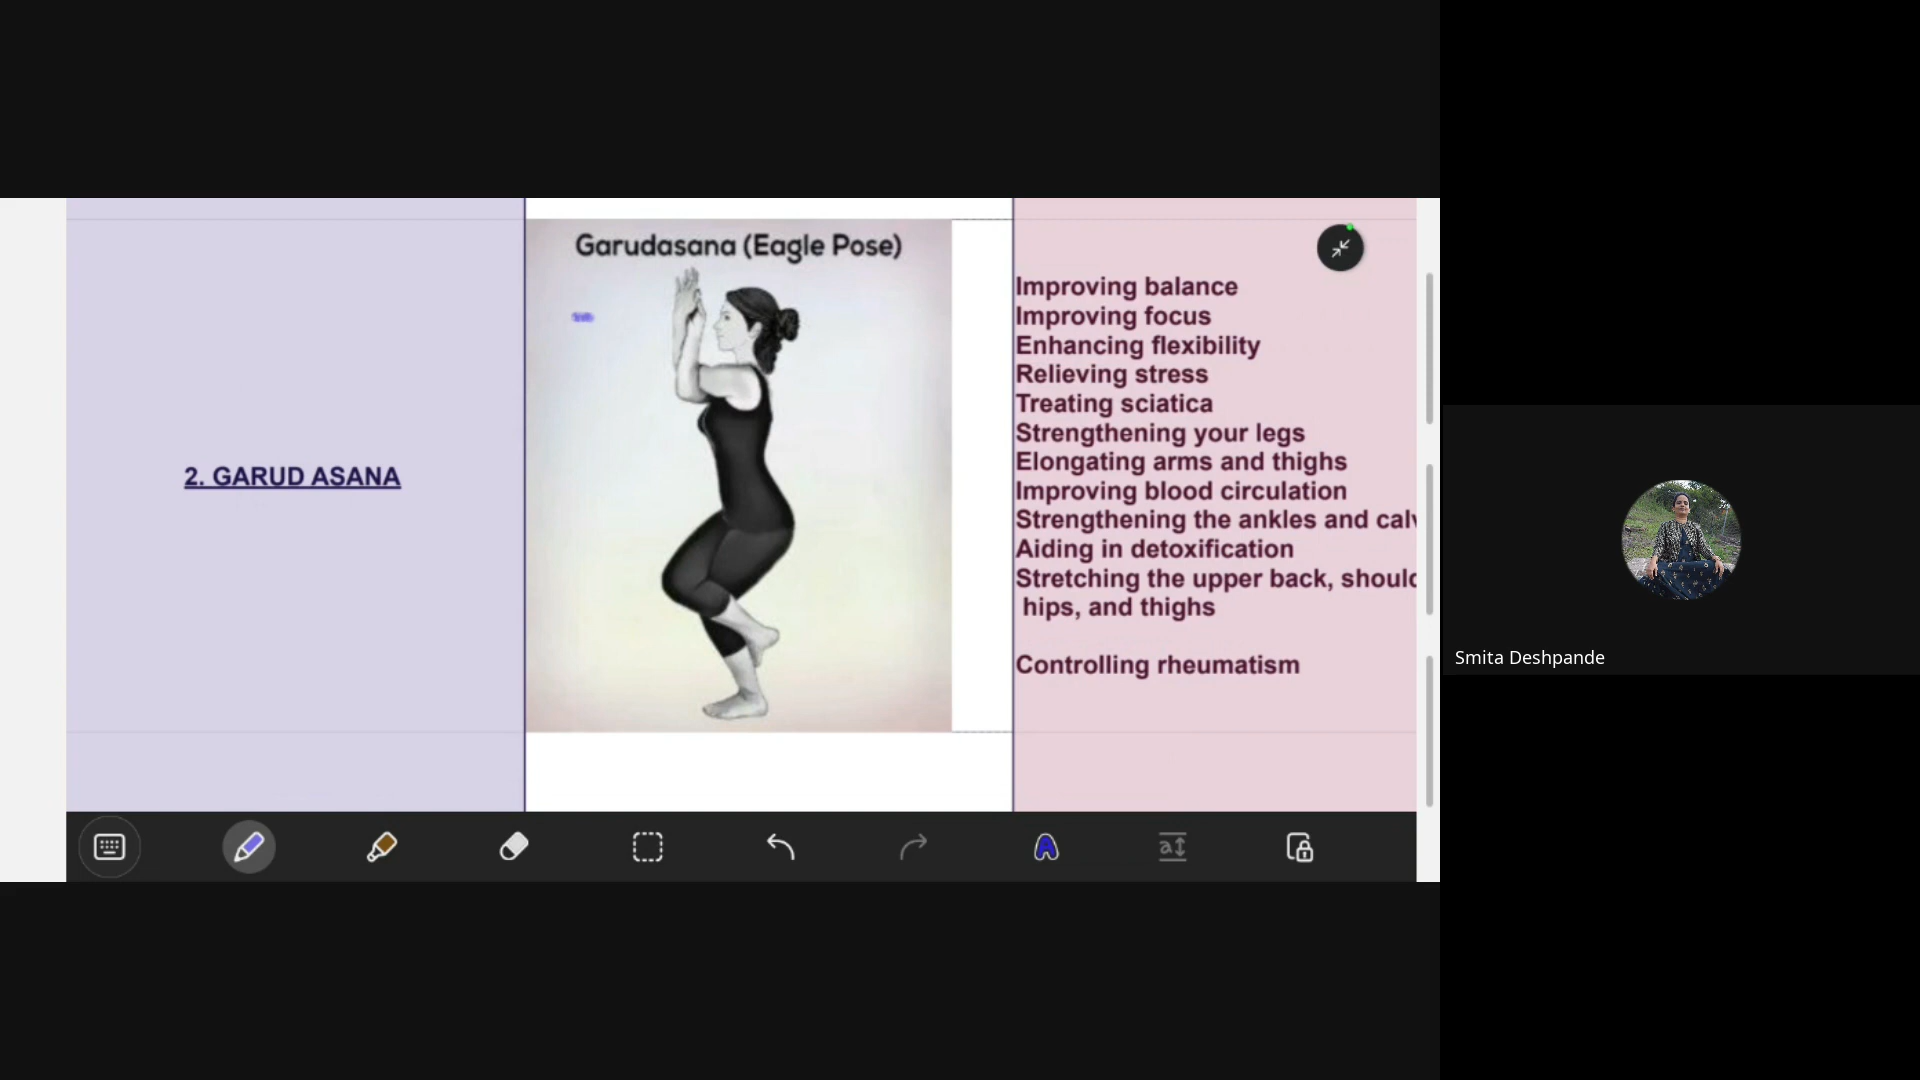 Garudasana (Eagle Pose)
2. GARUD ASANA
Improving balance
Improving focus
Enhancing flexibility
Relieving stress
Treating sciatica
Strengthening your legs
Elongating arms and thighs
Improving blood circulation
Strengthening the ankles and
Aiding in detoxification
Stretching the upper back,
hips, and thighs
Controlling rheumatism
Smita Deshpande